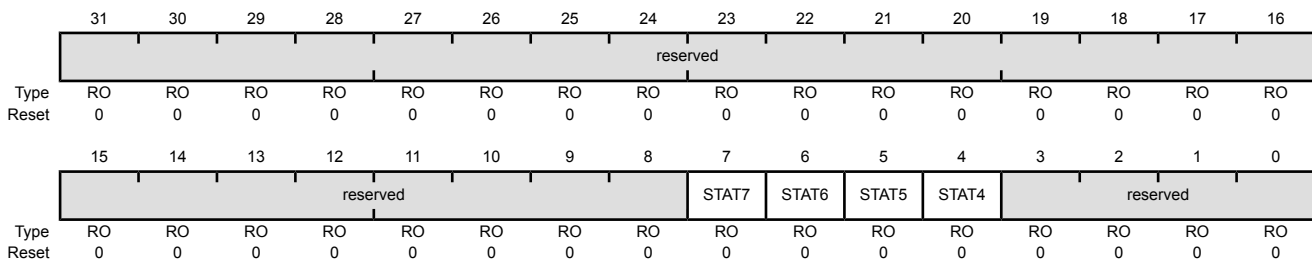 31 30 29 28 27 26 25 24 23 22 21 20 19 18 17 16
reserved
Type RO RO RO RO RO RO RO RO RO RO RO RO RO RO RO RO
Reset 0 0 0 0 0 0 0 0 0 0 0 0 0 0 0 0
15 14 13 12 11 10 9 8 7 6 5 4 3 2 1 0
reserved STAT7 STAT6 STAT5 STAT4 reserved
Type RO RO RO RO RO RO RO RO RO RO RO RO RO RO RO RO
Reset 0 0 0 0 0 0 0 0 0 0 0 0 0 0 0 0